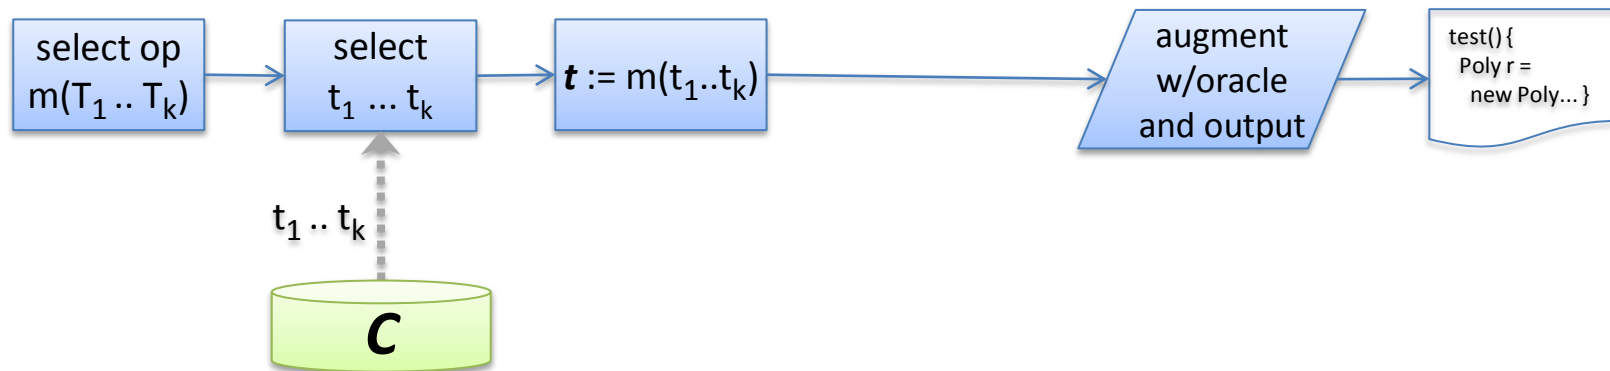 select op
m(T₁ .. Tₖ)
select
t₁ ... tₖ
t := m(t₁..tₖ)
augment
w/oracle
and output
test() {
Poly r =
new Poly... }
t₁ .. tₖ
C